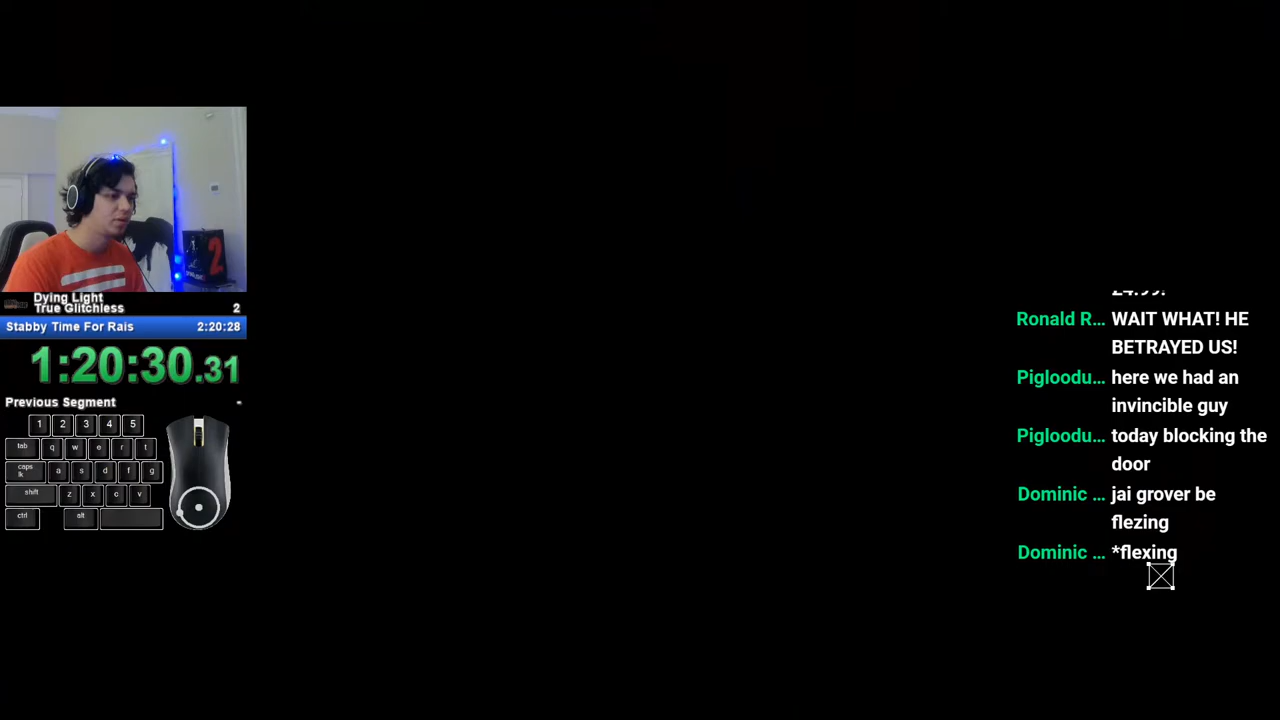 Dying Light
True Glitchless 2
Stabby Time For Rais 2:20:28
1:20:30.31
Previous Segment -
1 2 3 4 5
tab q w e r t
caps lk a s d f g
shift z x c v
ctrl alt
2
Ronald R… WAIT WHAT! HE
BETRAYED US!
Pigloodu… here we had an
invincible guy
Pigloodu… today blocking the
door
Dominic … jai grover be
flezing
Dominic … *flexing